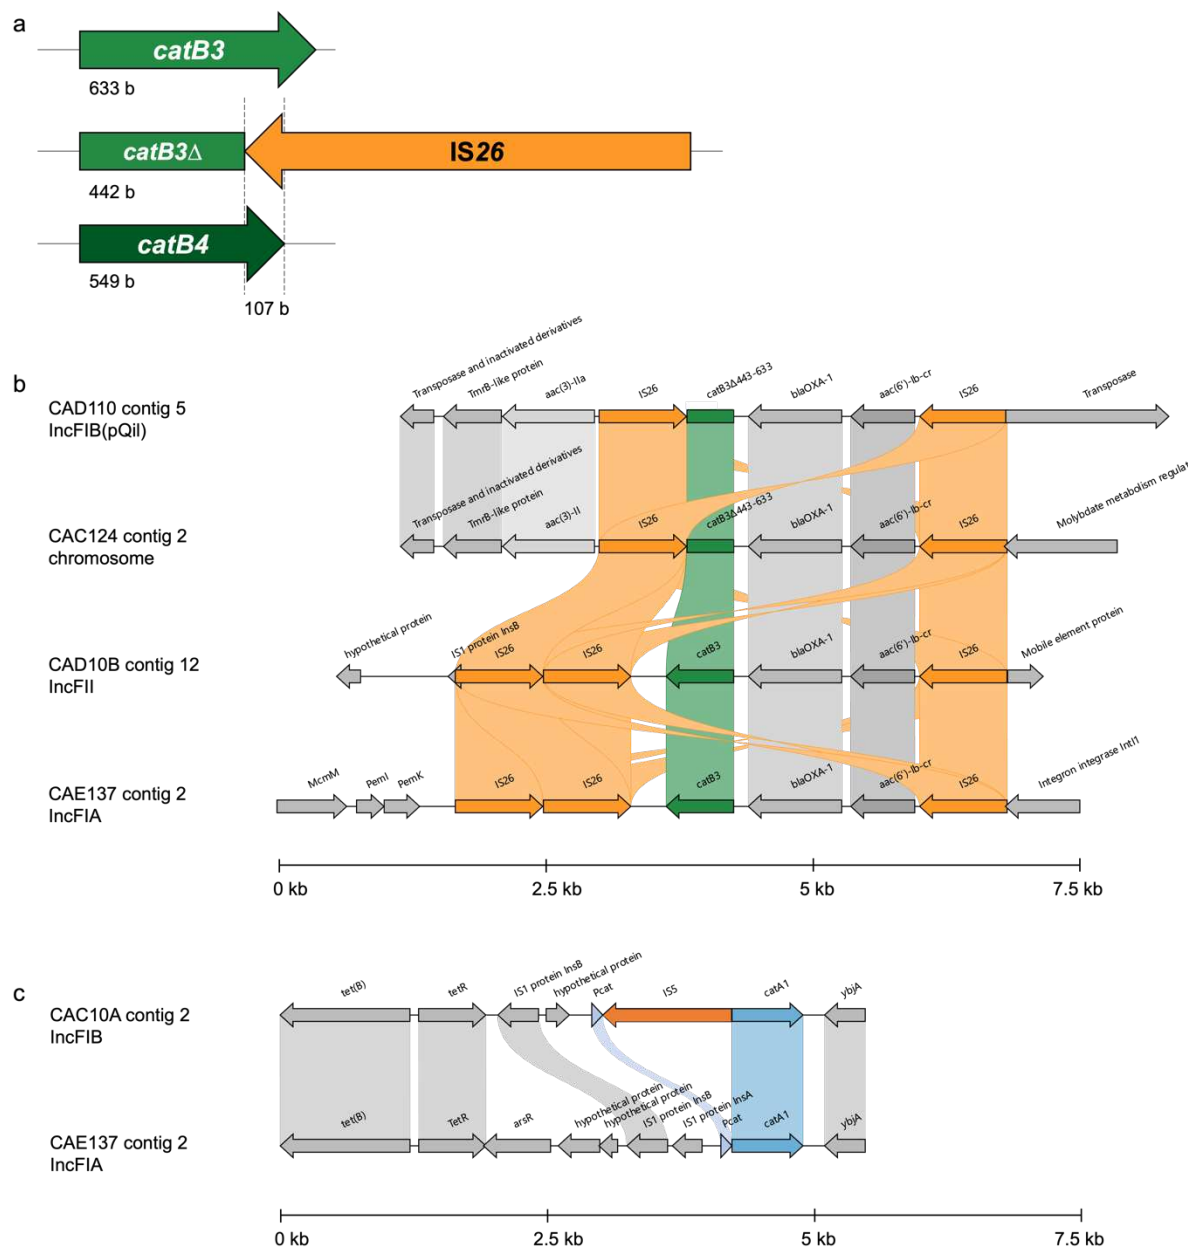 a
catB3
633 b
catB3Δ
IS26
442 b
catB4
549 b
107 b
b
CAD110 contig 5
IncFIB(pQil)
Transposase and inactivated derivatives
TmrB-like protein
aac(3)-IIa
IS26
catB3Δ443-633
blaOXA-1
aac(6')-Ib-cr
IS26
Transposase
CAC124 contig 2
chromosome
Transposase and inactivated derivatives
TmrB-like protein
aac(3)-II
IS26
catB3Δ443-633
blaOXA-1
aac(6')-Ib-cr
IS26
Molybdate metabolism regulat
CAD10B contig 12
IncFII
hypothetical protein
IS1 protein InsB
IS26
IS26
catB3
blaOXA-1
aac(6')-Ib-cr
IS26
Mobile element protein
CAE137 contig 2
IncFIA
McmM
PemI
PemK
IS26
IS26
catB3
blaOXA-1
aac(6')-Ib-cr
IS26
Integron integrase IntI1
0 kb
2.5 kb
5 kb
7.5 kb
c
CAC10A contig 2
IncFIB
tet(B)
tetR
IS1 protein InsB
hypothetical protein
Pcat
IS5
catA1
ybjA
CAE137 contig 2
IncFIA
tet(B)
TetR
arsR
hypothetical protein
hypothetical protein
IS1 protein InsB
IS1 protein InsA
Pcat
catA1
ybjA
0 kb
2.5 kb
5 kb
7.5 kb